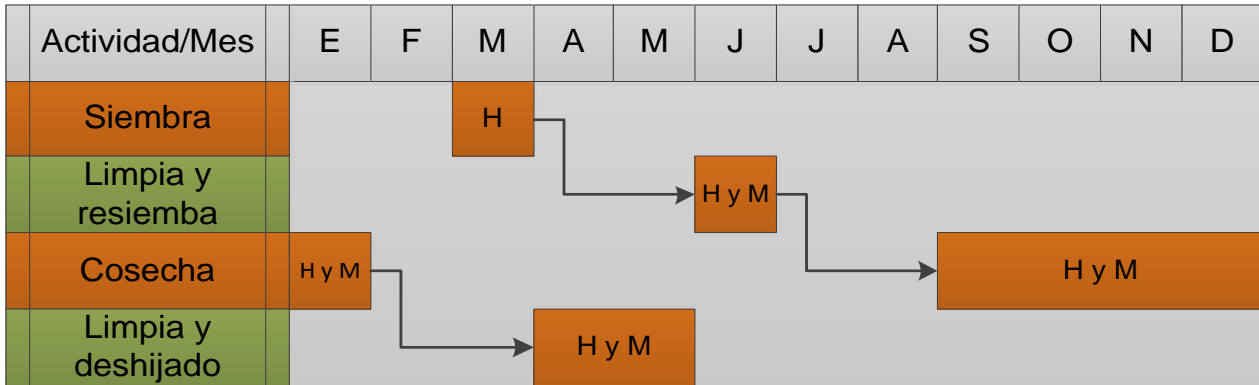 Actividad/Mes E F M A M J J A S O N D
Siembra H
Limpia y
resiemba H y M
Cosecha H y M H y M
Limpia y
deshijado H y M